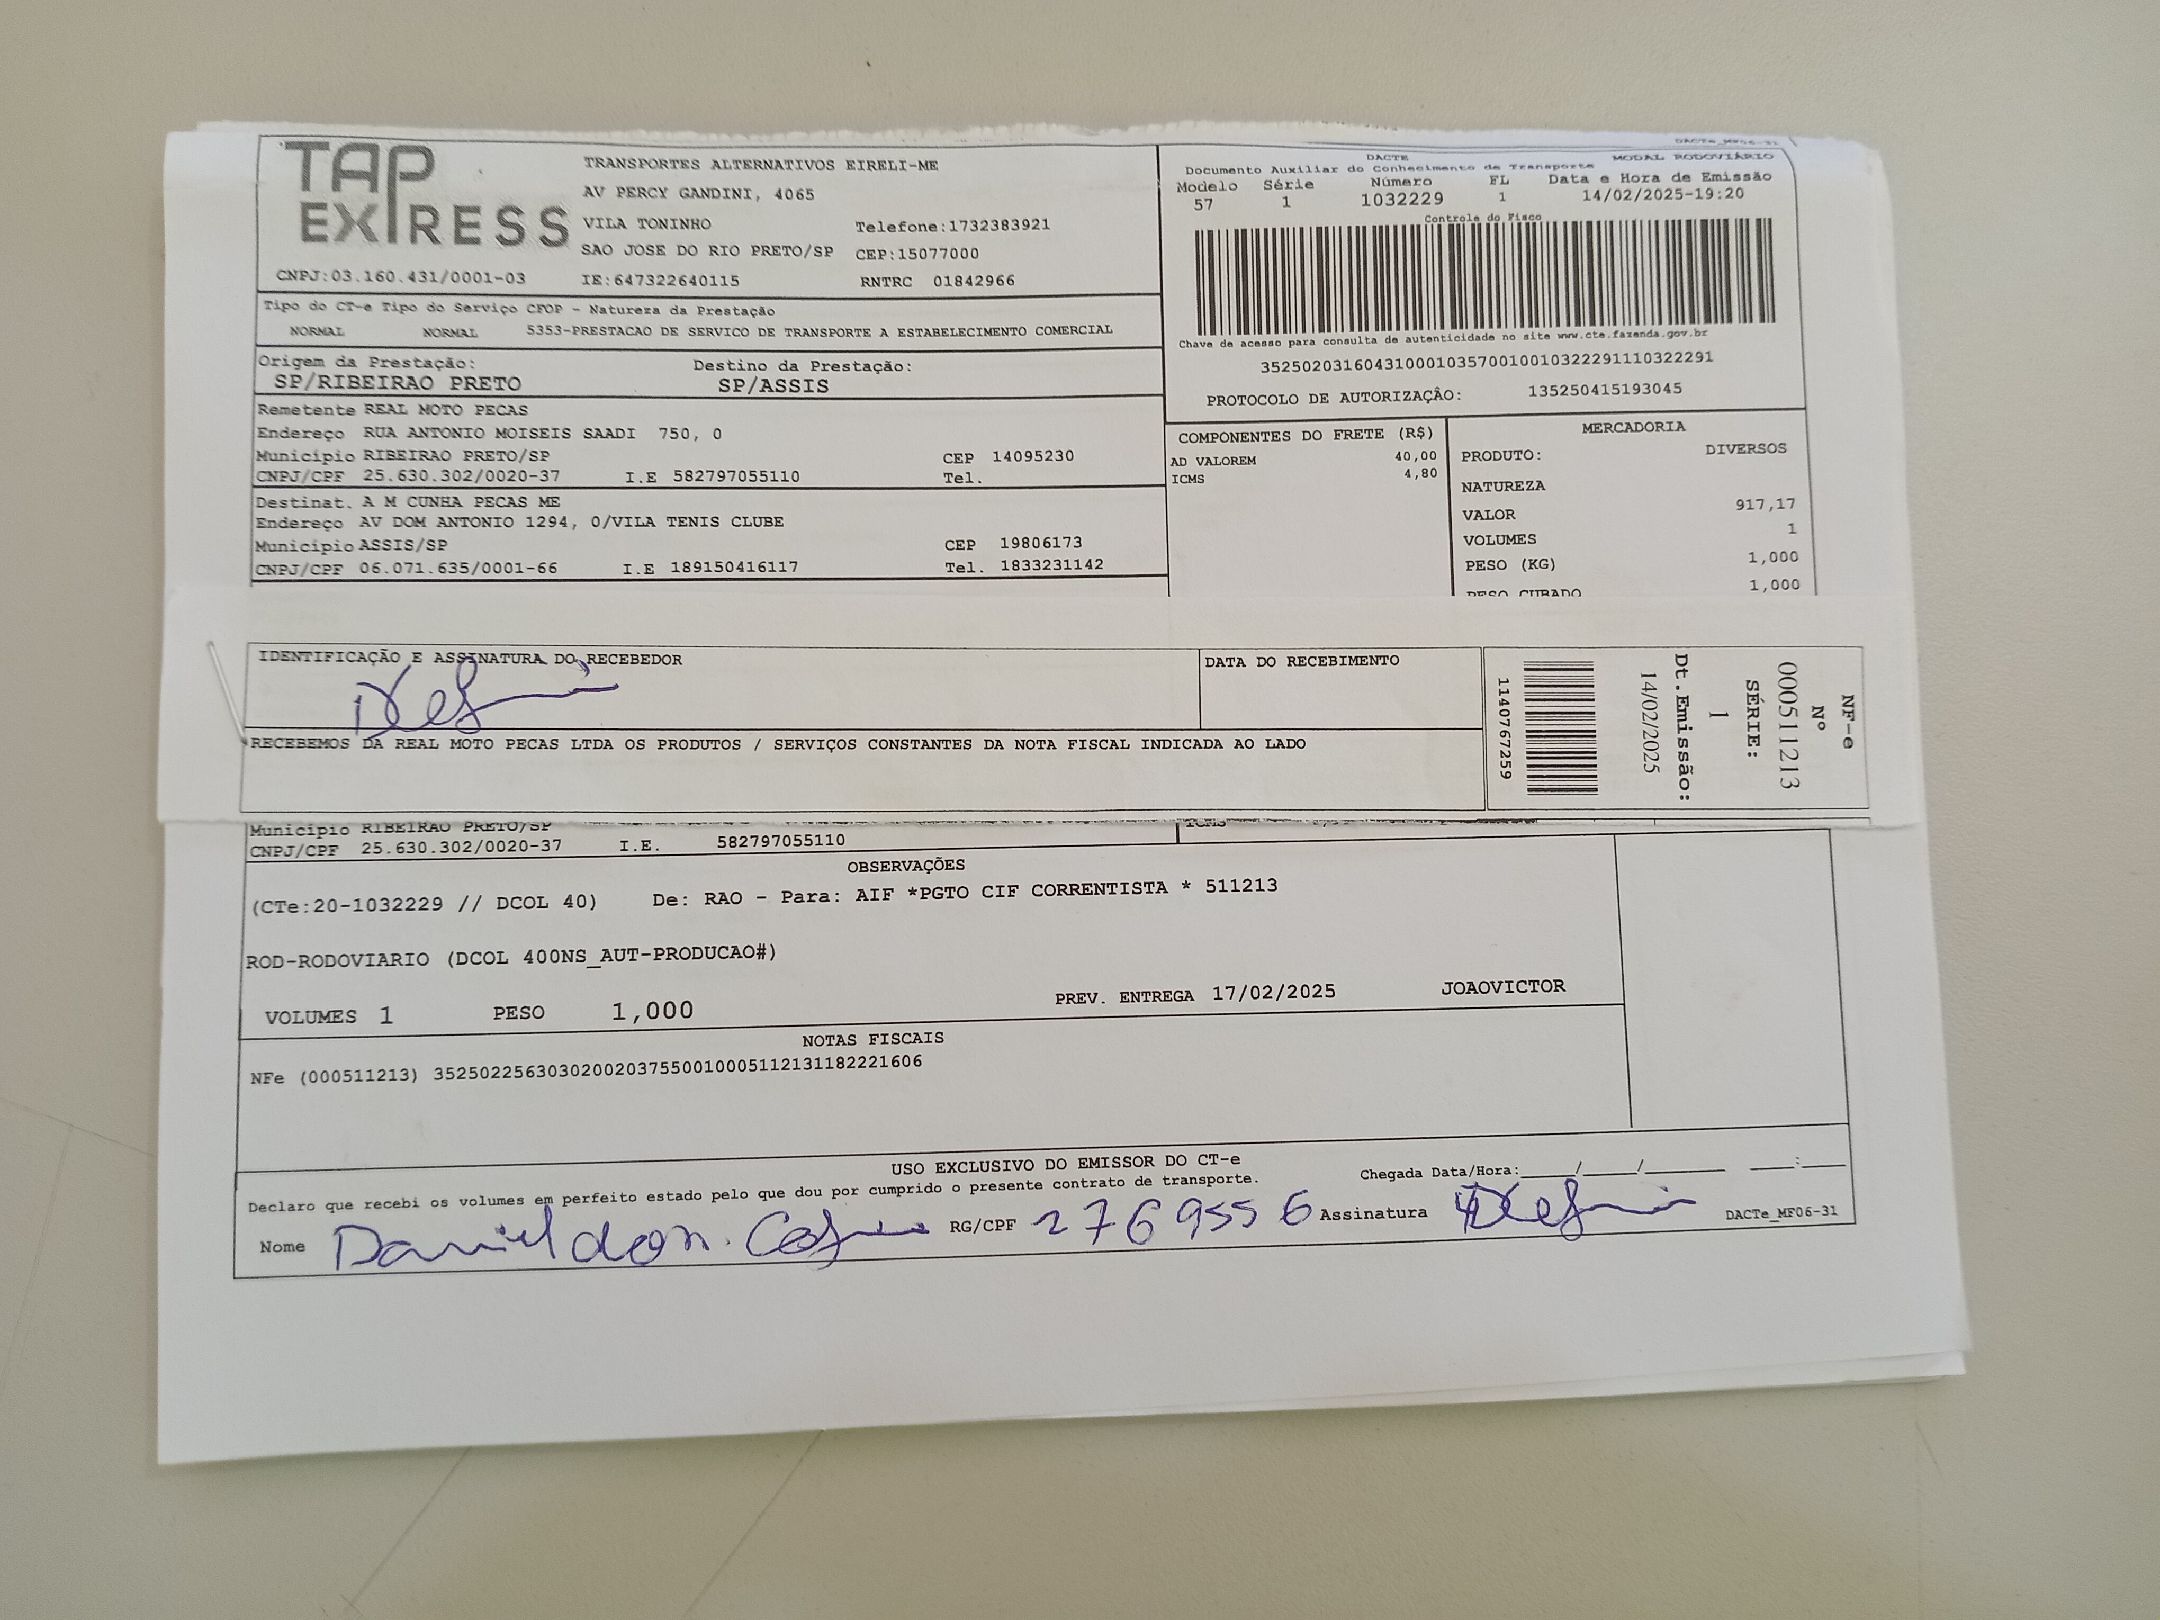 TAP EXPRESS
TRANSPORTES ALTERNATIVOS EIRELI-ME
AV PERCY GANDINI, 4065
VILA TONINHO Telefone:1732383921
SAO JOSE DO RIO PRETO/SP CEP:15077000
CNPJ:03.160.431/0001-03 IE:647322640115 RNTRC 01842966
DACTe_MF06-31
DACTE MODAL RODOVIÁRIO
Documento Auxiliar do Conhecimento de Transporte
Modelo Série Número FL Data e Hora de Emissão
57 1 1032229 1 14/02/2025-19:20
Controle do Fisco
Chave de acesso para consulta de autenticidade no site www.cte.fazenda.gov.br
35250203160431000103570010010322291110322291
PROTOCOLO DE AUTORIZAÇÂO: 135250415193045
Tipo do CT-e Tipo do Serviço CFOP - Natureza da Prestação
NORMAL NORMAL 5353-PRESTACAO DE SERVICO DE TRANSPORTE A ESTABELECIMENTO COMERCIAL
Origem da Prestação: Destino da Prestação:
SP/RIBEIRAO PRETO SP/ASSIS
Remetente REAL MOTO PECAS
Endereço RUA ANTONIO MOISEIS SAADI 750, 0
Município RIBEIRAO PRETO/SP CEP 14095230
CNPJ/CPF 25.630.302/0020-37 I.E 582797055110 Tel.
Destinat. A M CUNHA PECAS ME
Endereço AV DOM ANTONIO 1294, 0/VILA TENIS CLUBE
Município ASSIS/SP CEP 19806173
CNPJ/CPF 06.071.635/0001-66 I.E 189150416117 Tel. 1833231142
COMPONENTES DO FRETE (R$)
AD VALOREM 40,00
ICMS 4,80
MERCADORIA
PRODUTO: DIVERSOS
NATUREZA
VALOR 917,17
VOLUMES 1
PESO (KG) 1,000
PESO CUBADO 1,000
IDENTIFICAÇÃO E ASSINATURA DO RECEBEDOR
DATA DO RECEBIMENTO
RECEBEMOS DA REAL MOTO PECAS LTDA OS PRODUTOS / SERVIÇOS CONSTANTES DA NOTA FISCAL INDICADA AO LADO
NF-e
Nº
000511213
SÉRIE:
1
Dt.Emissão:
14/02/2025
1140767259
Município RIBEIRAO PRETO/SP
ICMS
CNPJ/CPF 25.630.302/0020-37 I.E. 582797055110
OBSERVAÇÕES
(CTe:20-1032229 // DCOL 40) De: RAO - Para: AIF *PGTO CIF CORRENTISTA * 511213
ROD-RODOVIARIO (DCOL 400NS_AUT-PRODUCAO#)
VOLUMES 1 PESO 1,000 PREV. ENTREGA 17/02/2025 JOAOVICTOR
NOTAS FISCAIS
NFe (000511213) 35250225630302002037550010005112131182221606
USO EXCLUSIVO DO EMISSOR DO CT-e
Chegada Data/Hora:____/____/______ ___:___
Declaro que recebi os volumes em perfeito estado pelo que dou por cumprido o presente contrato de transporte.
Nome Daniel RG/CPF 2769556 Assinatura
DACTe_MF06-31